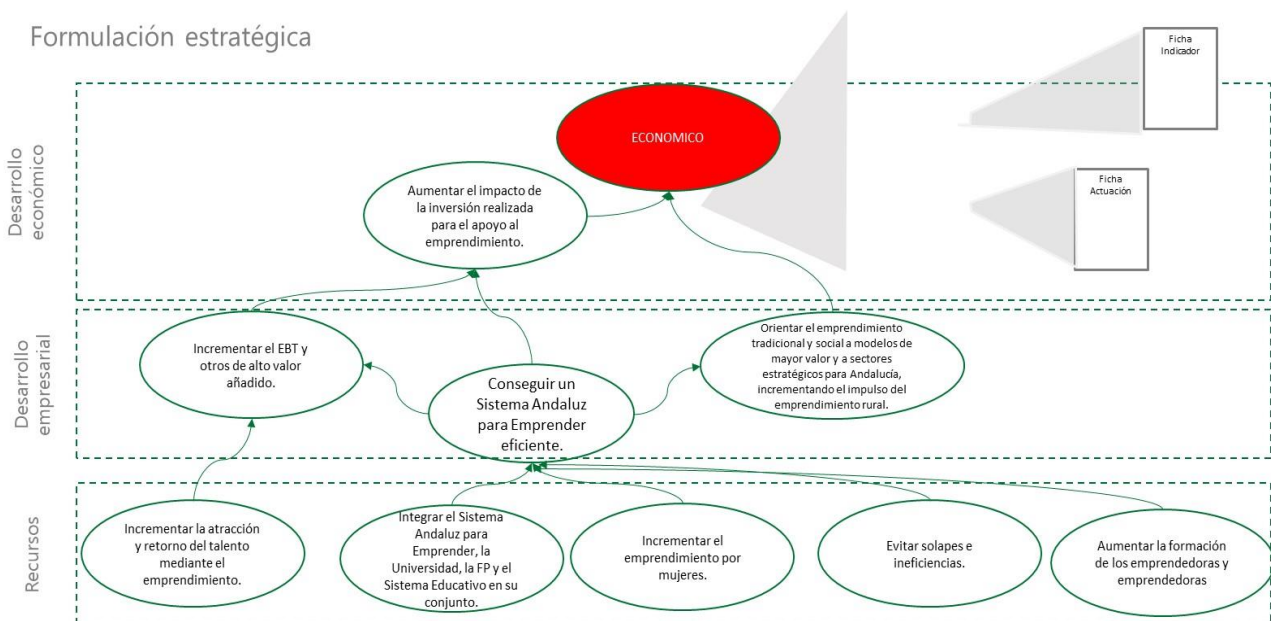 Formulación estratégica
Ficha
Indicador
Desarrollo
económico
ECONOMICO
Aumentar el impacto de
la inversión realizada
para el apoyo al
emprendimiento.
Ficha
Actuación
Desarrollo
empresarial
Incrementar el EBT y
otros de alto valor
añadido.
Conseguir un
Sistema Andaluz
para Emprender
eficiente.
Orientar el emprendimiento
tradicional y social a modelos de
mayor valor y a sectores
estratégicos para Andalucía,
incrementando el impulso del
emprendimiento rural.
Recursos
Incrementar la atracción
y retorno del talento
mediante el
emprendimiento.
Integrar el Sistema
Andaluz para
Emprender, la
Universidad, la FP y el
Sistema Educativo en su
conjunto.
Incrementar el
emprendimiento por
mujeres.
Evitar solapes e
ineficiencias.
Aumentar la formación
de los emprendedoras y
emprendedoras